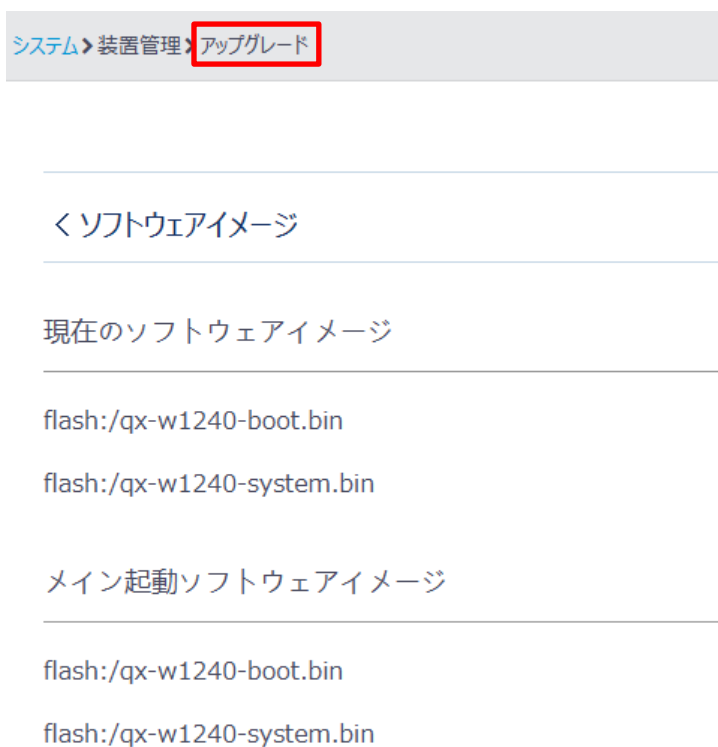 システム>装置管理>アップグレード
< ソフトウェアイメージ
現在のソフトウェアイメージ
flash:/qx-w1240-boot.bin
flash:/qx-w1240-system.bin
メイン起動ソフトウェアイメージ
flash:/qx-w1240-boot.bin
flash:/qx-w1240-system.bin